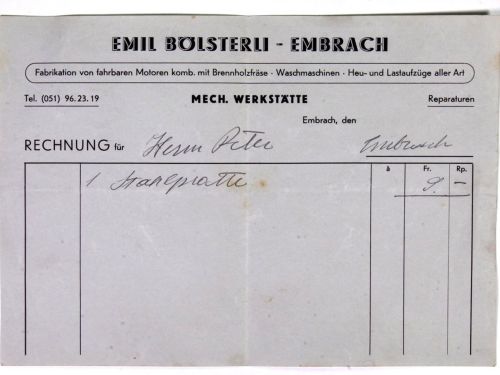 EMIL BÖLSTERLI - EMBRACH
Fabrikation von fahrbaren Motoren komb. mit Brennholzfräse · Waschmaschinen · Heu- und Lastaufzüge aller Art
Tel. (051) 96.23.19 MECH. WERKSTÄTTE Reparaturen
Embrach, den
RECHNUNG für Herrn Peter Embrach
à Fr. Rp.
1 Stahlplatte 9. —